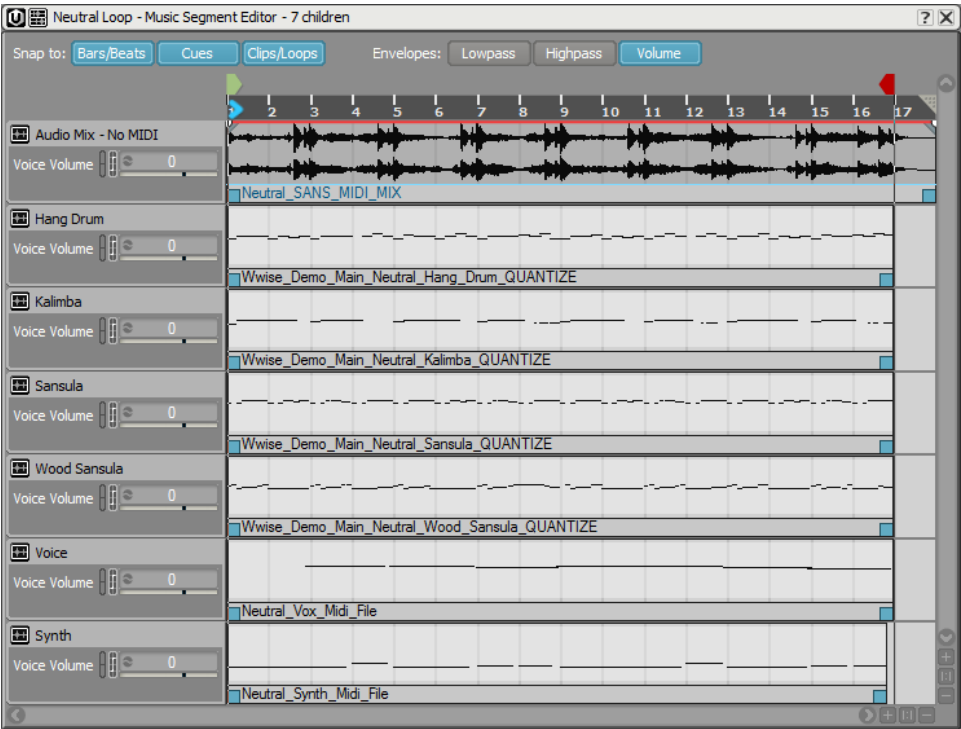 Neutral Loop - Music Segment Editor - 7 children
Snap to: Bars/Beats Cues Clips/Loops Envelopes: Lowpass Highpass Volume
2 3 4 5 6 7 8 9 10 11 12 13 14 15 16 17
Audio Mix - No MIDI
Voice Volume 0
Neutral_SANS_MIDI_MIX
Hang Drum
Voice Volume 0
Wwise_Demo_Main_Neutral_Hang_Drum_QUANTIZE
Kalimba
Voice Volume 0
Wwise_Demo_Main_Neutral_Kalimba_QUANTIZE
Sansula
Voice Volume 0
Wwise_Demo_Main_Neutral_Sansula_QUANTIZE
Wood Sansula
Voice Volume 0
Wwise_Demo_Main_Neutral_Wood_Sansula_QUANTIZE
Voice
Voice Volume 0
Neutral_Vox_Midi_File
Synth
Voice Volume 0
Neutral_Synth_Midi_File